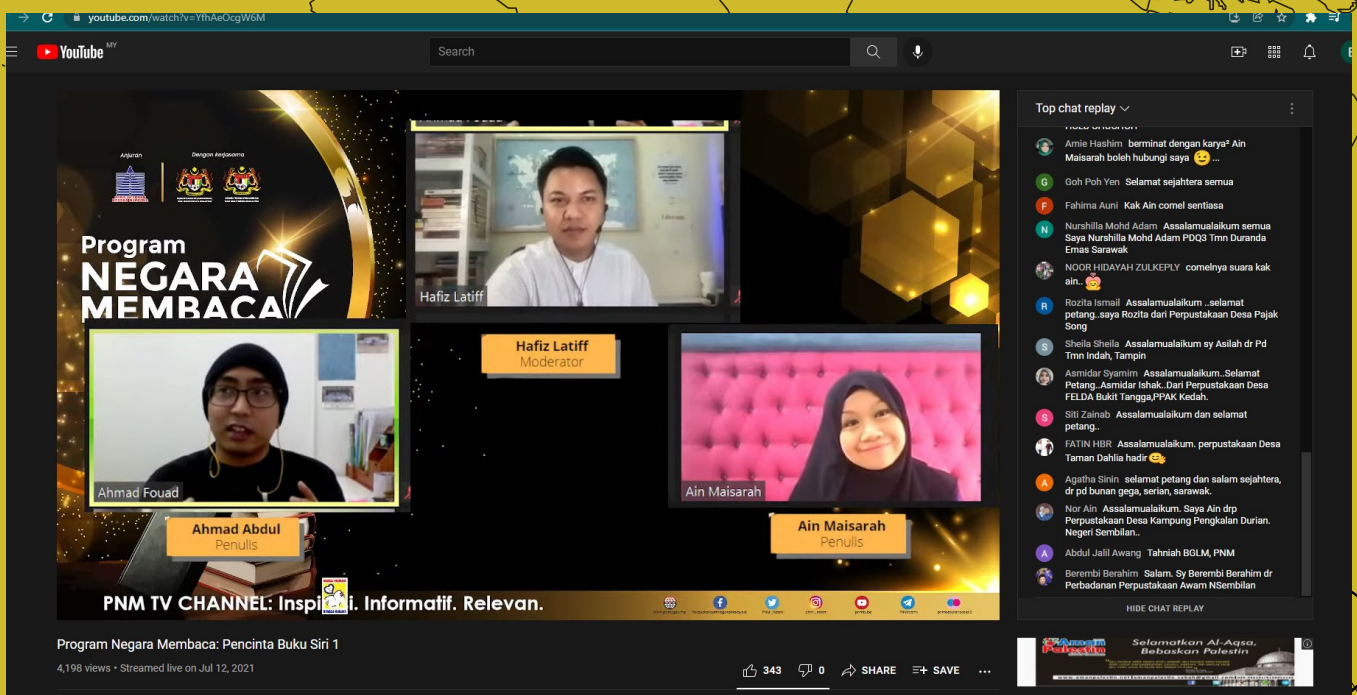 youtube.com/watch?v=YfhAeOcgW6M
YouTube MY
Search
Anjuran
Dengan Kerjasama
Program
NEGARA
MEMBACA
Hafiz Latiff
Hafiz Latiff
Moderator
Ahmad Fouad
Ahmad Abdul
Penulis
Ain Maisarah
Ain Maisarah
Penulis
PNM TV CHANNEL: Inspi i. Informatif. Relevan.
Program Negara Membaca: Pencinta Buku Siri 1
4,198 views • Streamed live on Jul 12, 2021
343
0
SHARE
SAVE
Top chat replay
Amie Hashim berminat dengan karya² Ain
Maisarah boleh hubungi saya 😉 ...
Goh Poh Yen Selamat sejahtera semua
Fahima Auni Kak Ain comel sentiasa
Nurshilla Mohd Adam Assalamualaikum semua
Saya Nurshilla Mohd Adam PDQ3 Tmn Duranda
Emas Sarawak
NOOR HIDAYAH ZULKEPLY comelnya suara kak
ain..
Rozita Ismail Assalamualaikum ..selamat
petang..saya Rozita dari Perpustakaan Desa Pajak
Song
Sheila Sheila Assalamualaikum sy Asilah dr Pd
Tmn Indah, Tampin
Asmidar Syamim Assalamualaikum..Selamat
Petang..Asmidar Ishak..Dari Perpustakaan Desa
FELDA Bukit Tangga,PPAK Kedah.
Siti Zainab Assalamualaikum dan selamat
petang..
FATIN HBR Assalamualaikum. perpustakaan Desa
Taman Dahlia hadir
Agatha Sinin selamat petang dan salam sejahtera,
dr pd bunan gega, serian, sarawak.
Nor Ain Assalamualaikum. Saya Ain drp
Perpustakaan Desa Kampung Pengkalan Durian.
Negeri Sembilan..
Abdul Jalil Awang Tahniah BGLM, PNM
Berembi Berahim Salam. Sy Berembi Berahim dr
Perbadanan Perpustakaan Awam NSembilan
HIDE CHAT REPLAY
Aman
Palestin
Selamatkan Al-Aqsa,
Bebaskan Palestin